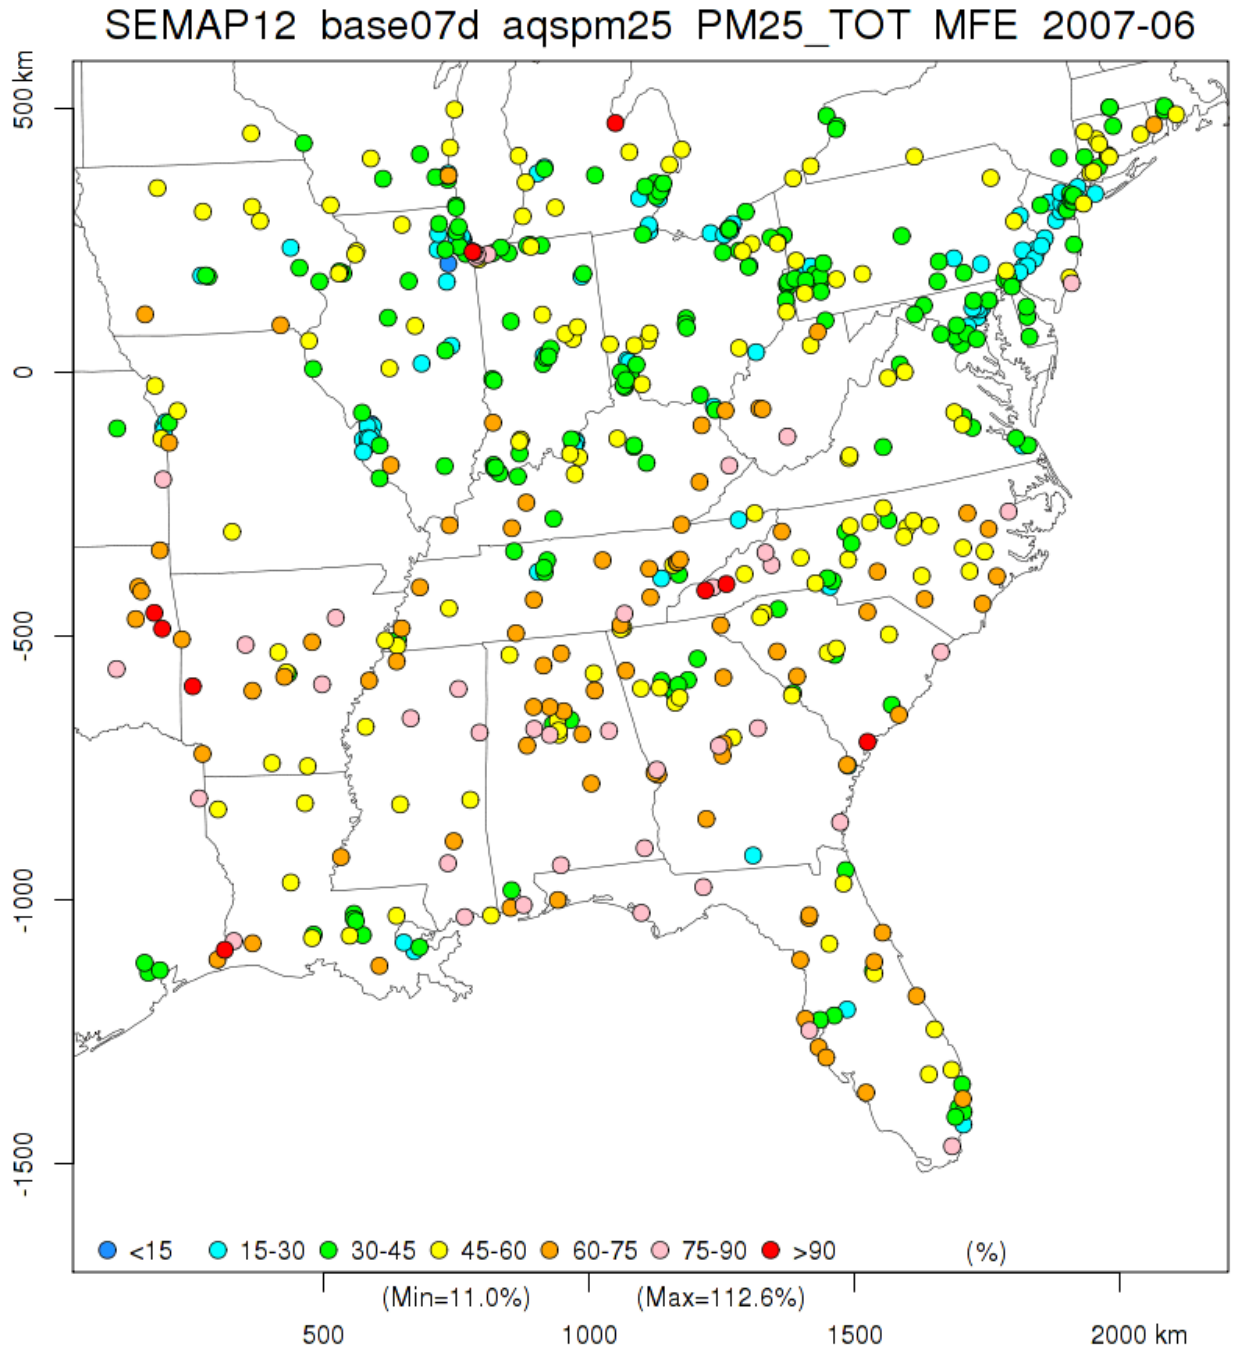 SEMAP12 base07d aqspm25 PM25_TOT MFE 2007-06
500 km
0
-500
-1000
-1500
<15 15-30 30-45 45-60 60-75 75-90 >90 (%)
(Min=11.0%) (Max=112.6%)
500 1000 1500 2000 km